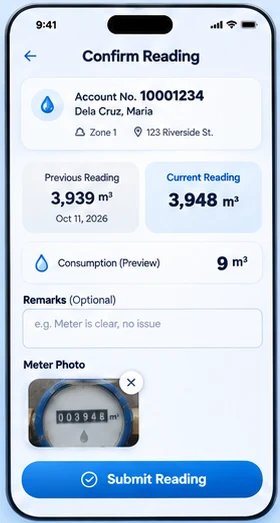 9:41
Confirm Reading
Account No. 10001234
Dela Cruz, Maria
Zone 1 123 Riverside St.
Previous Reading
3,939 m³
Oct 11, 2026
Current Reading
3,948 m³
Consumption (Preview) 9 m³
Remarks (Optional)
e.g. Meter is clear, no issue
Meter Photo
003948 m³
Submit Reading